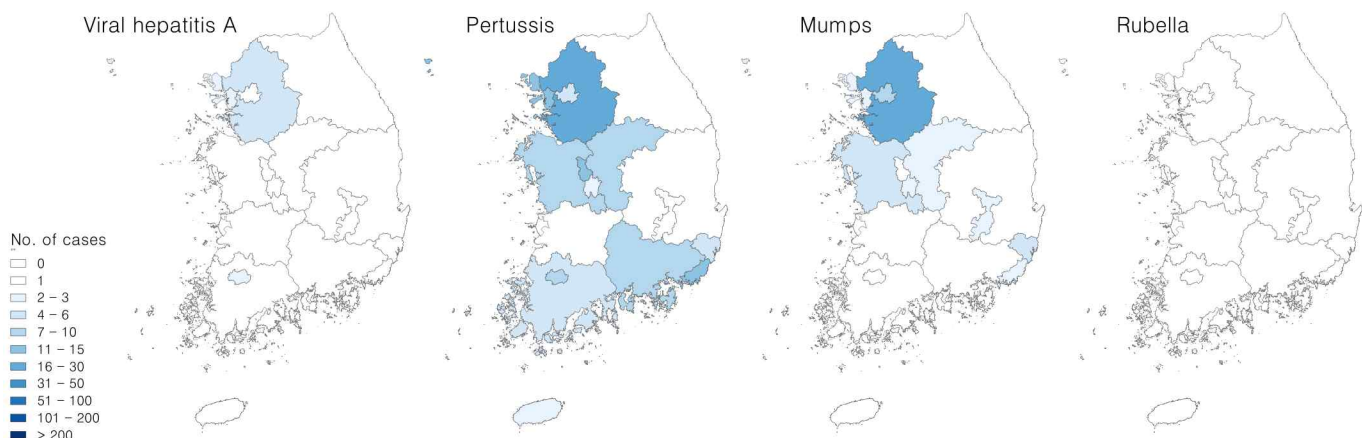 Viral hepatitis A
Pertussis
Mumps
Rubella
No. of cases
0
1
2 – 3
4 – 6
7 – 10
11 – 15
16 – 30
31 – 50
51 – 100
101 – 200
> 200